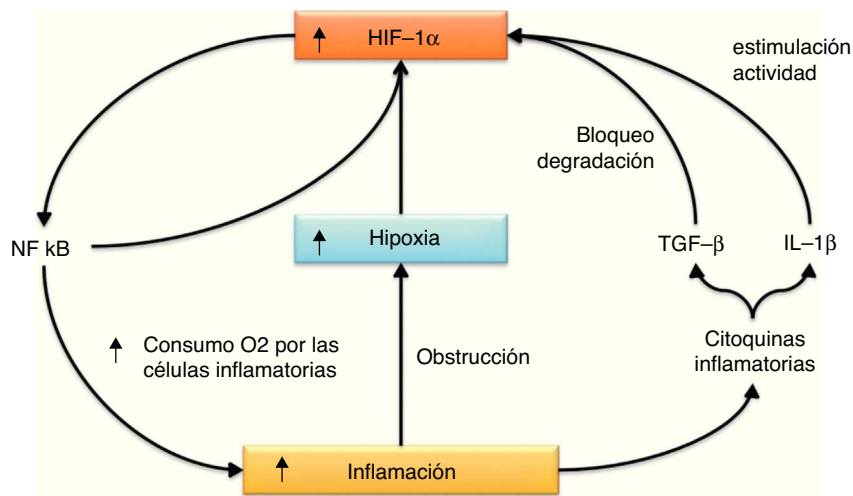 ↑ HIF–1α
estimulación
actividad
Bloqueo
degradación
NF kB
↑ Hipoxia
TGF–β
IL–1β
↑ Consumo O2 por las
células inflamatorias
Obstrucción
Citoquinas
inflamatorias
↑ Inflamación